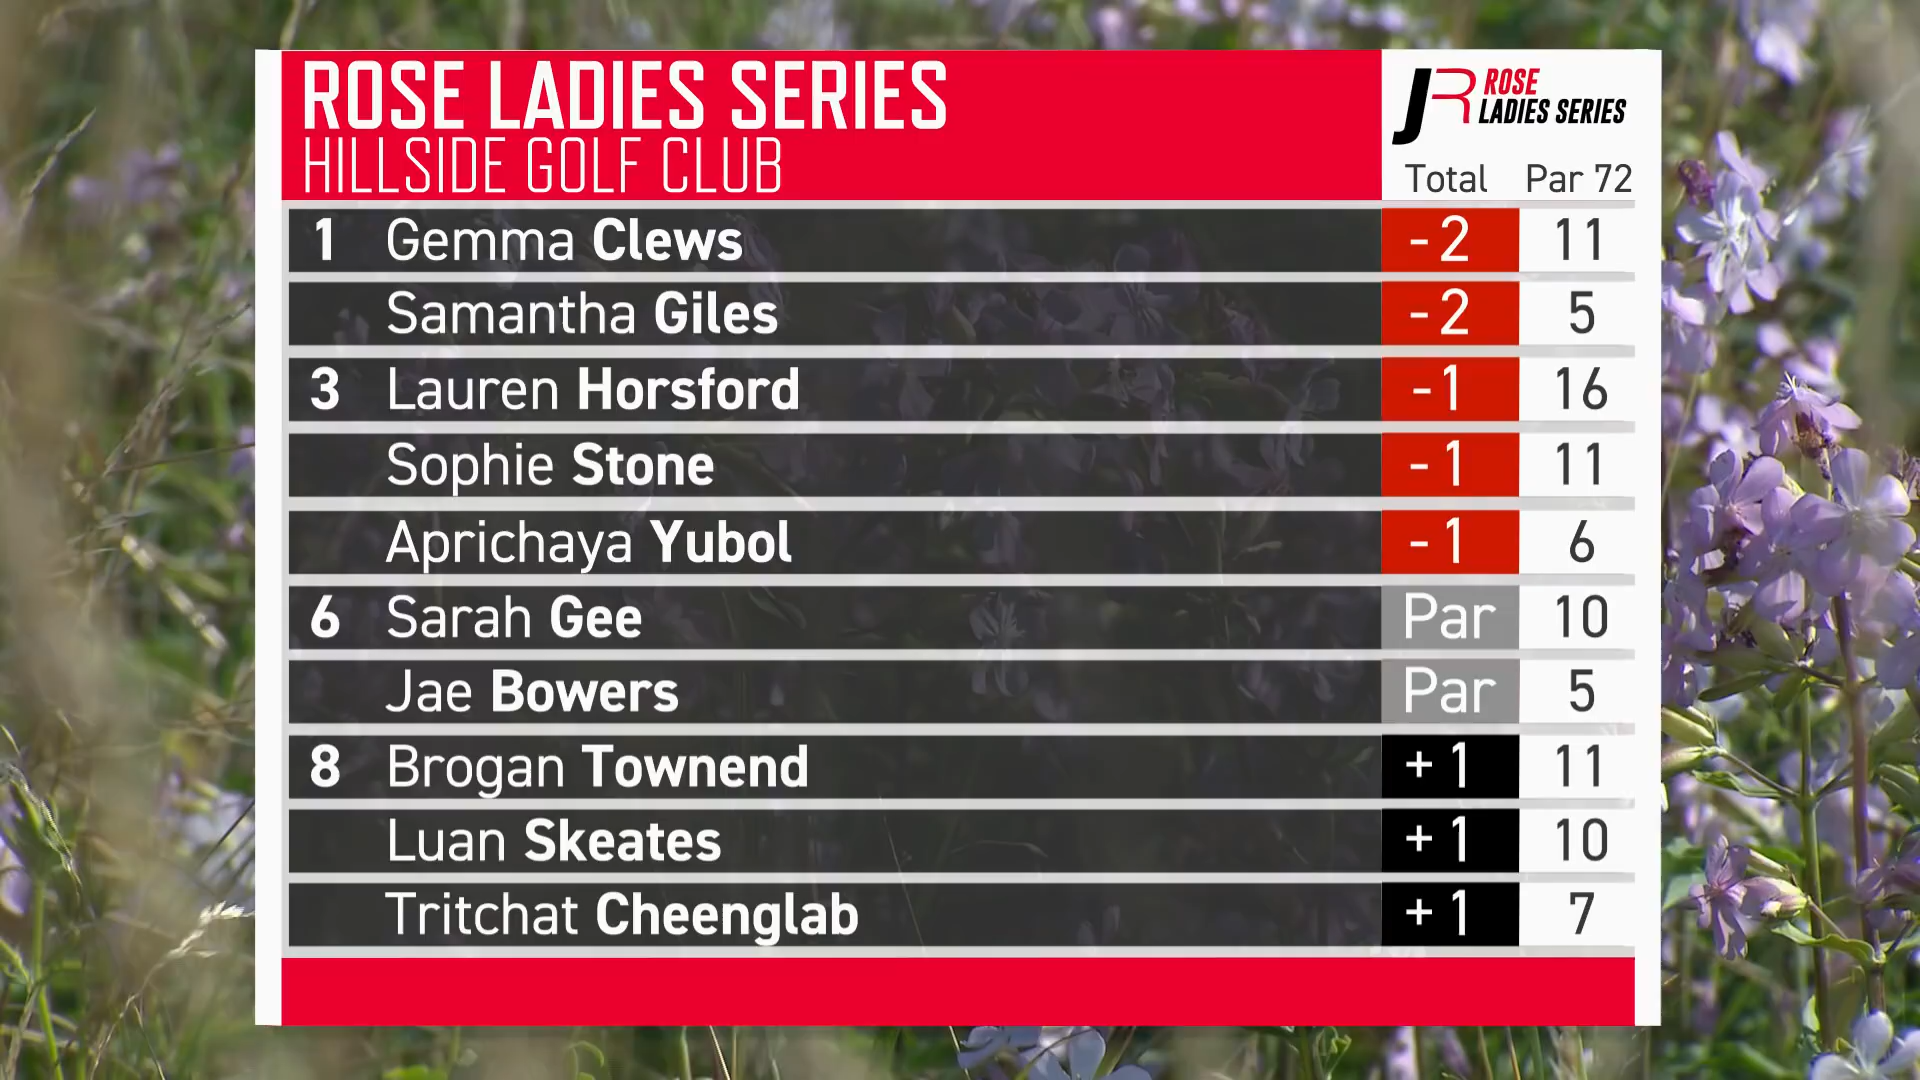 ROSE LADIES SERIES
HILLSIDE GOLF CLUB
JR ROSE
LADIES SERIES
Total Par 72
1 Gemma Clews -2 11
Samantha Giles -2 5
3 Lauren Horsford -1 16
Sophie Stone -1 11
Aprichaya Yubol -1 6
6 Sarah Gee Par 10
Jae Bowers Par 5
8 Brogan Townend +1 11
Luan Skeates +1 10
Tritchat Cheenglab +1 7